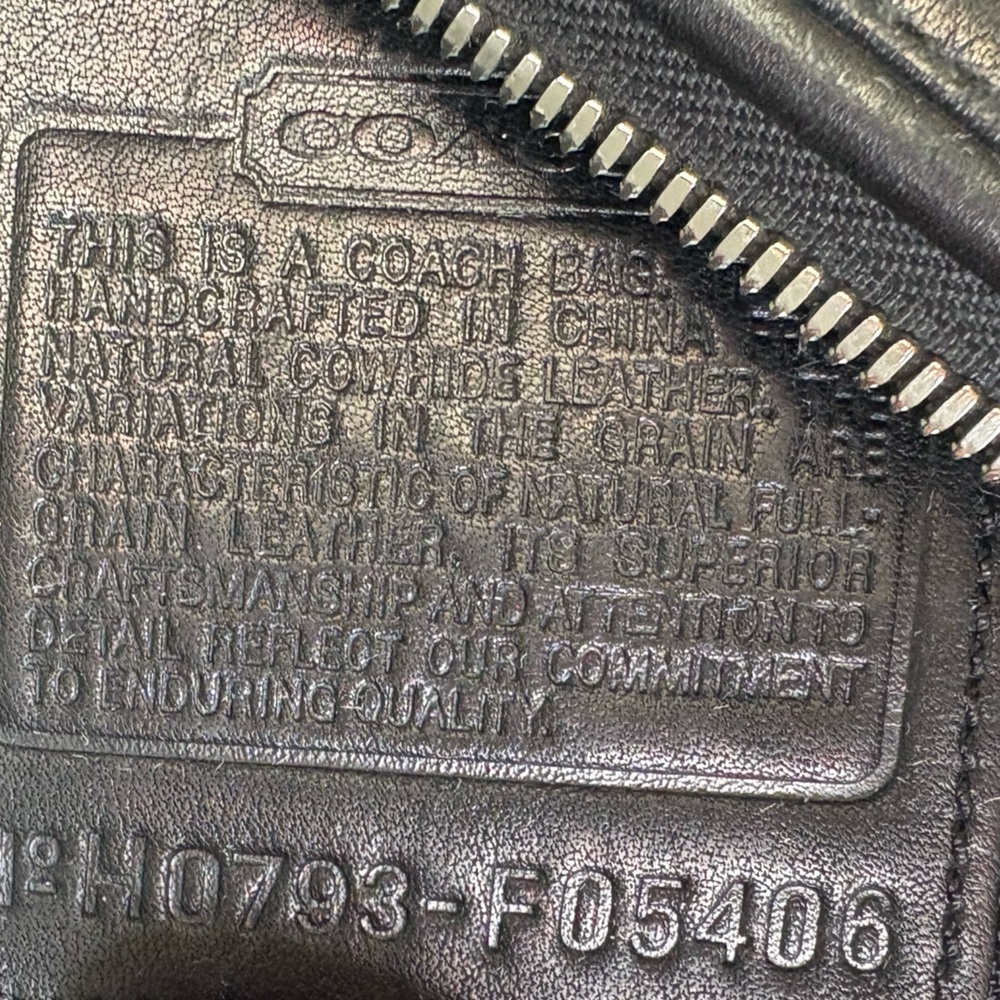 COA
THIS IS A COACH BAG.
HANDCRAFTED IN CHINA
NATURAL COWHIDE LEATHER. THE
VARIATIONS IN THE GRAIN ARE
CHARACTERISTIC OF NATURAL FULL-
GRAIN LEATHER. ITS SUPERIOR
CRAFTSMANSHIP AND ATTENTION TO
DETAIL REFLECT OUR COMMITMENT
TO ENDURING QUALITY.
Nº H0793-F05406